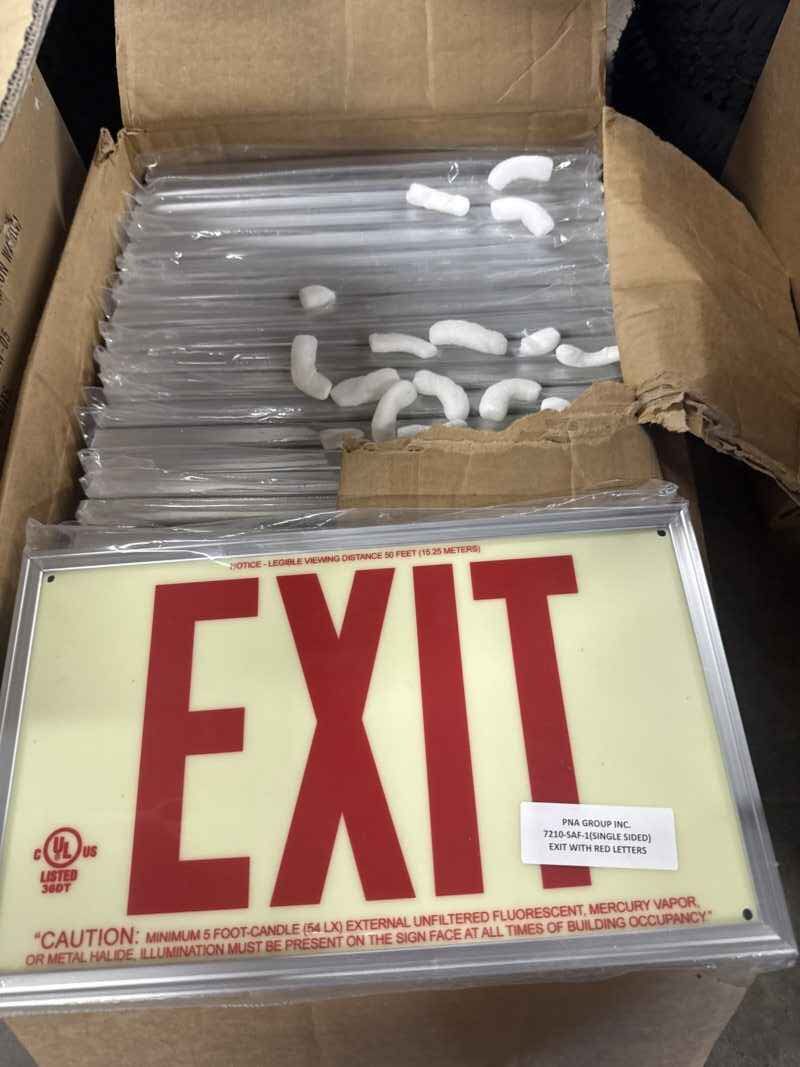 NOTICE - LEGIBLE VIEWING DISTANCE 50 FEET (15.25 METERS)
EXIT
C UL US
LISTED
36DT
PNA GROUP INC.
7210-SAF-1(SINGLE SIDED)
EXIT WITH RED LETTERS
"CAUTION: MINIMUM 5 FOOT-CANDLE (54 LX) EXTERNAL UNFILTERED FLUORESCENT, MERCURY VAPOR,
OR METAL HALIDE, ILLUMINATION MUST BE PRESENT ON THE SIGN FACE AT ALL TIMES OF BUILDING OCCUPANCY."